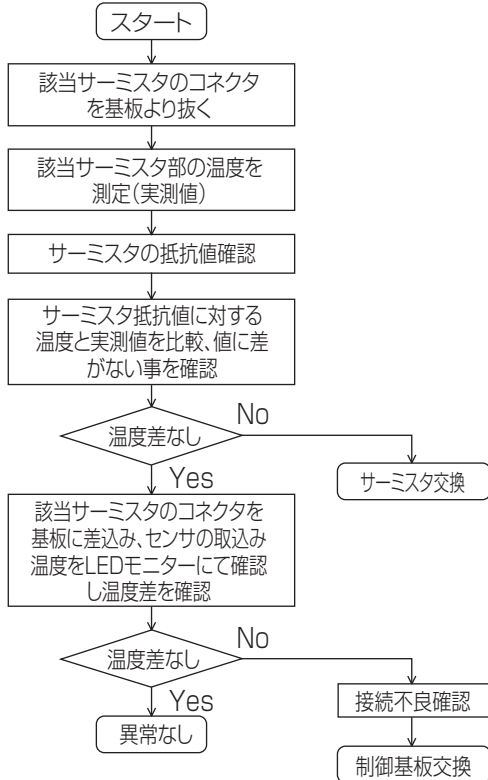 スタート
該当サーミスタのコネクタ
を基板より抜く
該当サーミスタ部の温度を
測定(実測値)
サーミスタの抵抗値確認
サーミスタ抵抗値に対する
温度と実測値を比較、値に差
がない事を確認
温度差なし
No
サーミスタ交換
Yes
該当サーミスタのコネクタを
基板に差込み、センサの取込み
温度をLEDモニターにて確認
し温度差を確認
温度差なし
No
接続不良確認
制御基板交換
Yes
異常なし